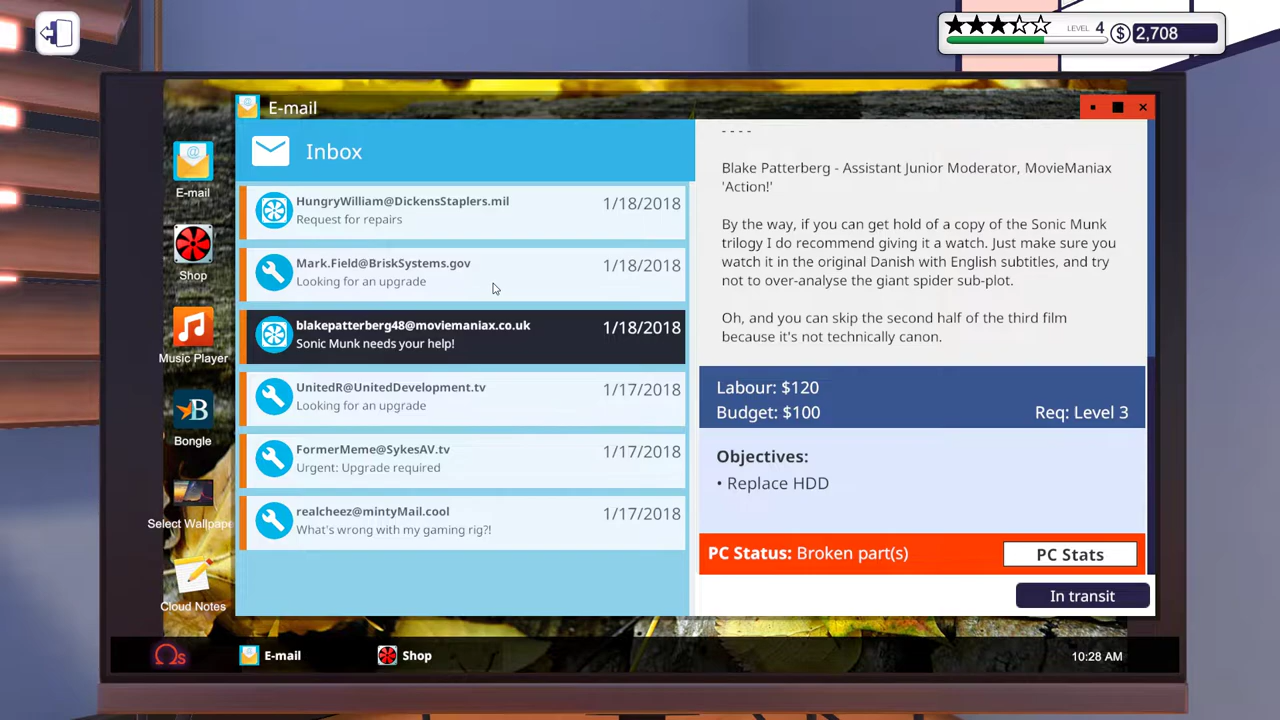 LEVEL 4
$ 2,708
E-mail
Inbox
HungryWilliam@DickensStaplers.mil
1/18/2018
Request for repairs
Mark.Field@BriskSystems.gov
1/18/2018
Looking for an upgrade
blakepatterberg48@moviemaniax.co.uk
1/18/2018
Sonic Munk needs your help!
UnitedR@UnitedDevelopment.tv
1/17/2018
Looking for an upgrade
FormerMeme@SykesAV.tv
1/17/2018
Urgent: Upgrade required
realcheez@mintyMail.cool
1/17/2018
What's wrong with my gaming rig?!
- - - -
Blake Patterberg - Assistant Junior Moderator, MovieManiax
'Action!'
By the way, if you can get hold of a copy of the Sonic Munk
trilogy I do recommend giving it a watch. Just make sure you
watch it in the original Danish with English subtitles, and try
not to over-analyse the giant spider sub-plot.
Oh, and you can skip the second half of the third film
because it's not technically canon.
Labour: $120
Budget: $100
Req: Level 3
Objectives:
• Replace HDD
PC Status: Broken part(s)
PC Stats
In transit
E-mail
Shop
Music Player
B
Bongle
Select Wallpape
Cloud Notes
Ωs
E-mail
Shop
10:28 AM